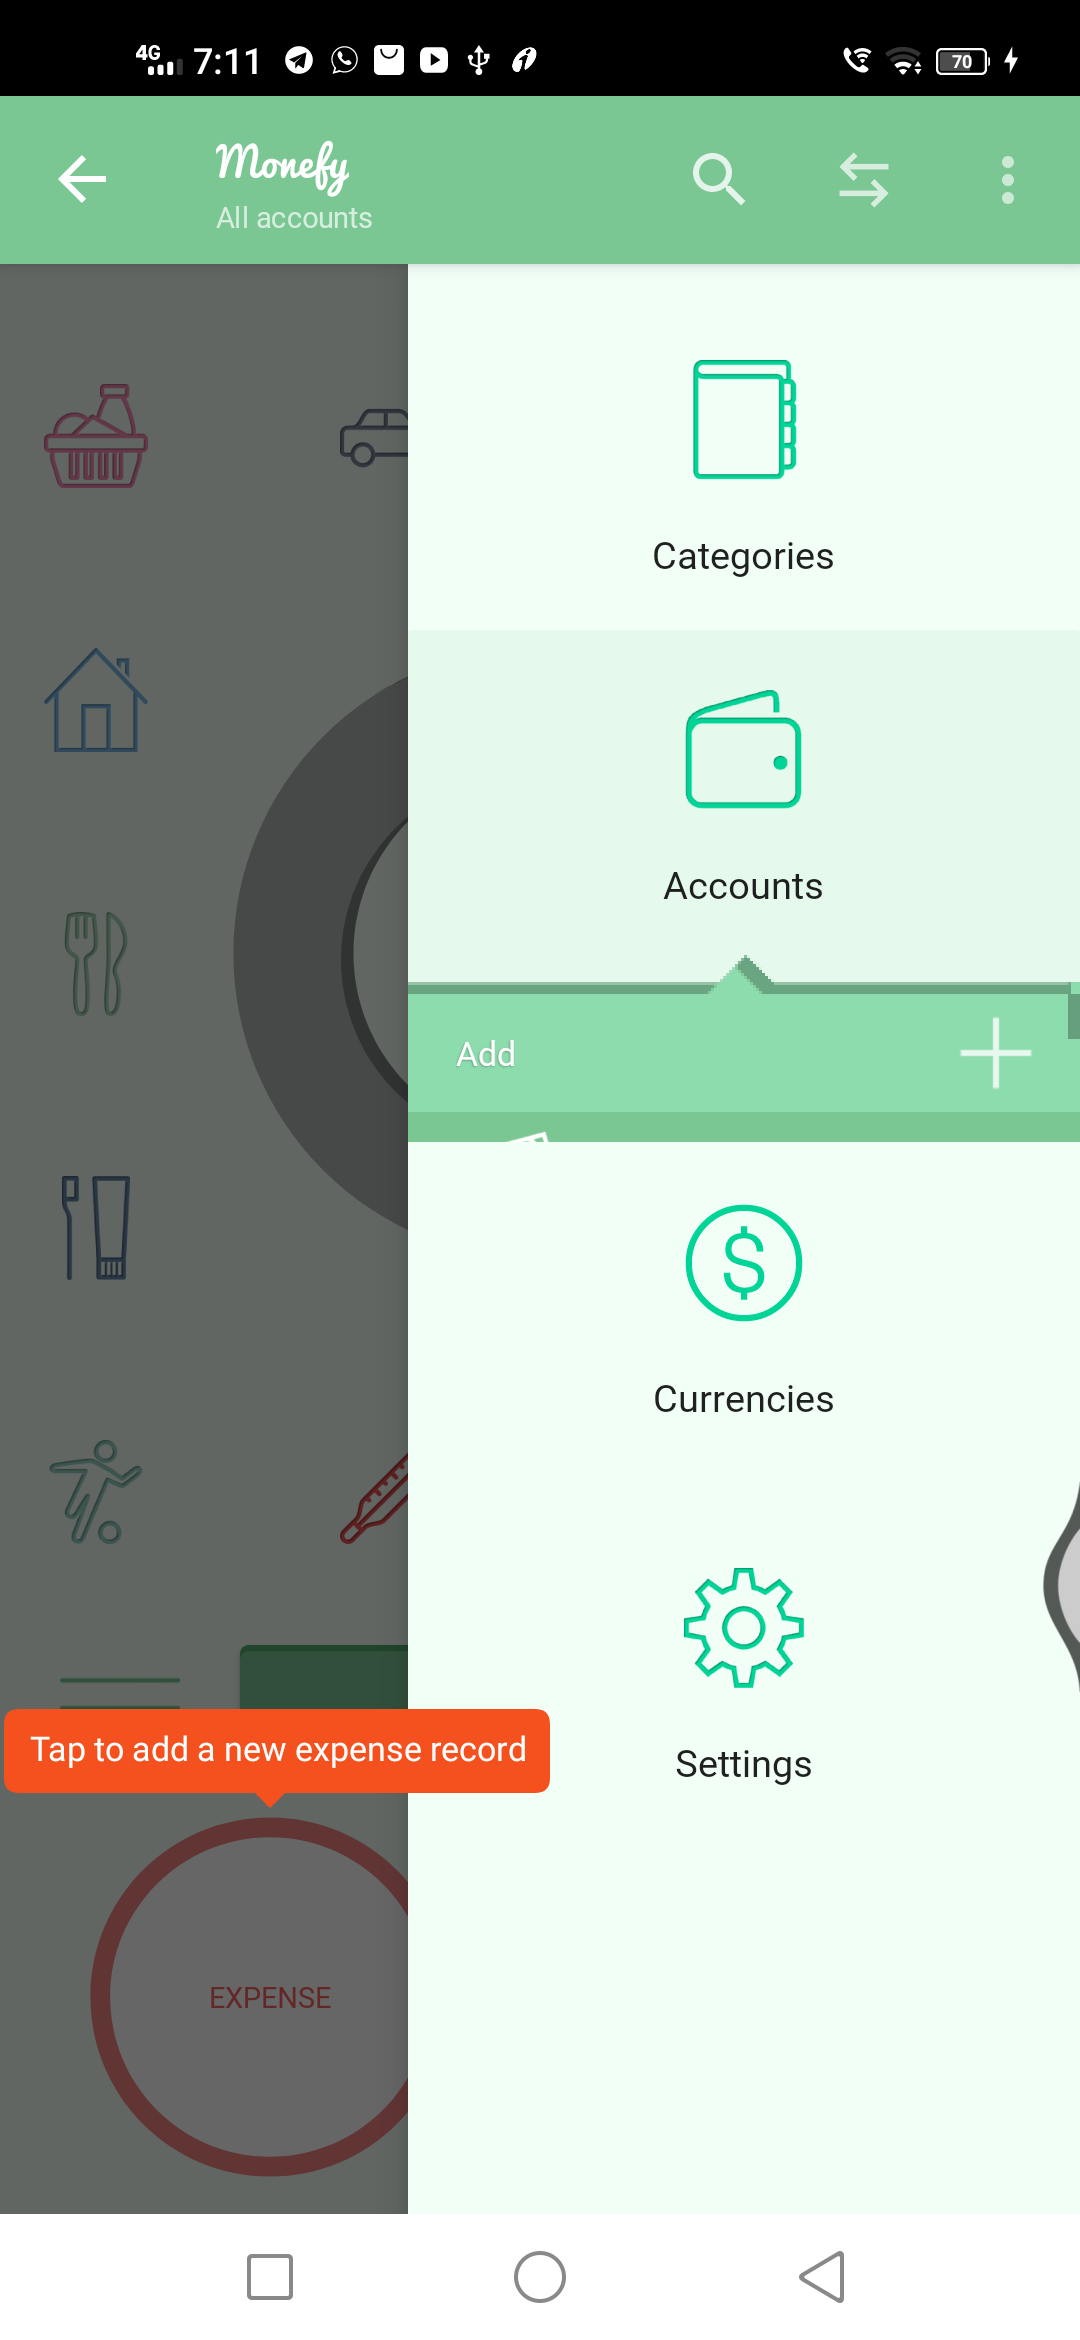 4G 7:11 70
Monefy
All accounts
Categories
Accounts
Add
Currencies
Settings
Tap to add a new expense record
EXPENSE